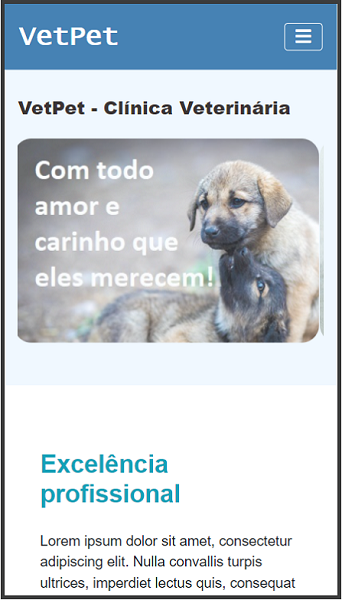 VetPet
VetPet - Clínica Veterinária
Com todo
amor e
carinho que
eles merecem!
Excelência
profissional
Lorem ipsum dolor sit amet, consectetur
adipiscing elit. Nulla convallis turpis
ultrices, imperdiet lectus quis, consequat